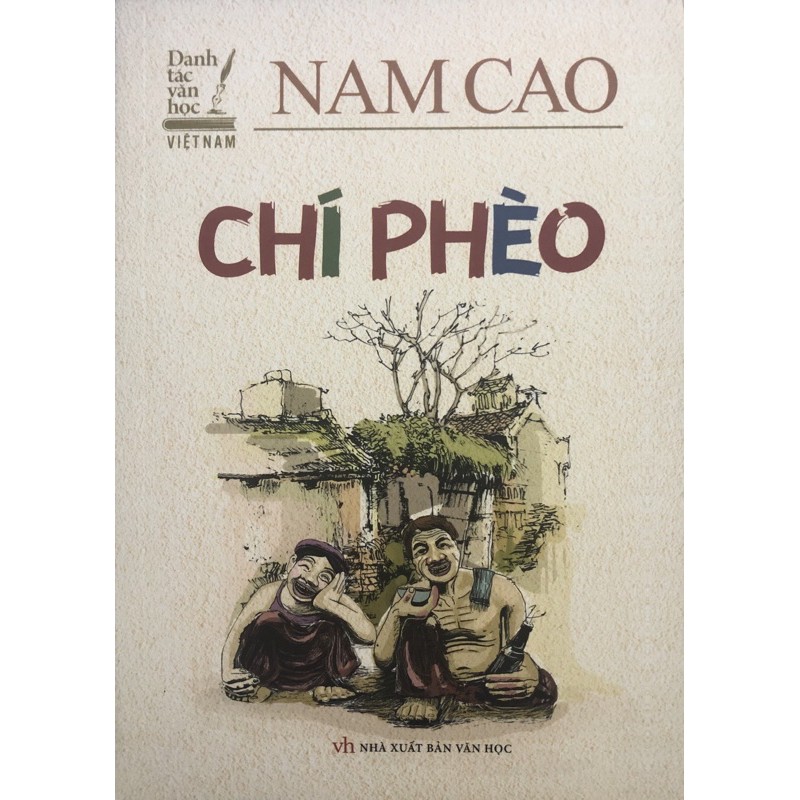 Danh
tác
văn
học
VIỆT NAM
NAM CAO
CHÍ PHÈO
vh NHÀ XUẤT BẢN VĂN HỌC